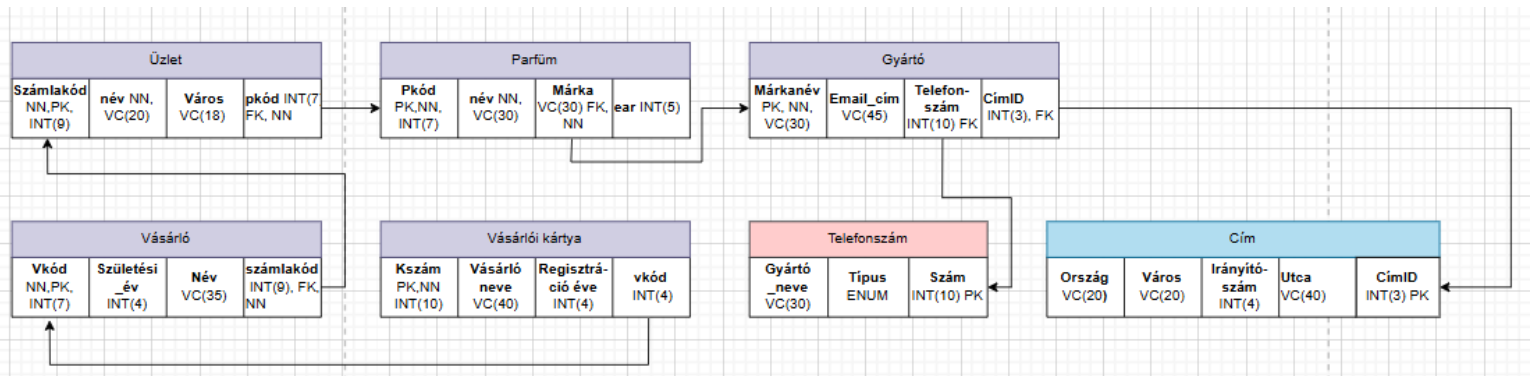 Üzlet
Számlakód
NN,PK,
INT(9)
név NN,
VC(20)
Város
VC(18)
pkód INT(7
FK, NN
Parfüm
Pkód
PK,NN,
INT(7)
név NN,
VC(30)
Márka
VC(30) FK,
NN
ear INT(5)
Gyártó
Márkanév
PK, NN,
VC(30)
Email_cím
VC(45)
Telefon-
szám
INT(10) FK
CímID
INT(3), FK
Vásárló
Vkód
NN,PK,
INT(7)
Születési
_év
INT(4)
Név
VC(35)
számlakód
INT(9), FK,
NN
Vásárlói kártya
Kszám
PK,NN
INT(10)
Vásárló
neve
VC(40)
Regisztrá-
ció éve
INT(4)
vkód
INT(4)
Telefonszám
Gyártó
_neve
VC(30)
Típus
ENUM
Szám
INT(10) PK
Cím
Ország
VC(20)
Város
VC(20)
Irányító-
szám
INT(4)
Utca
VC(40)
CímID
INT(3) PK